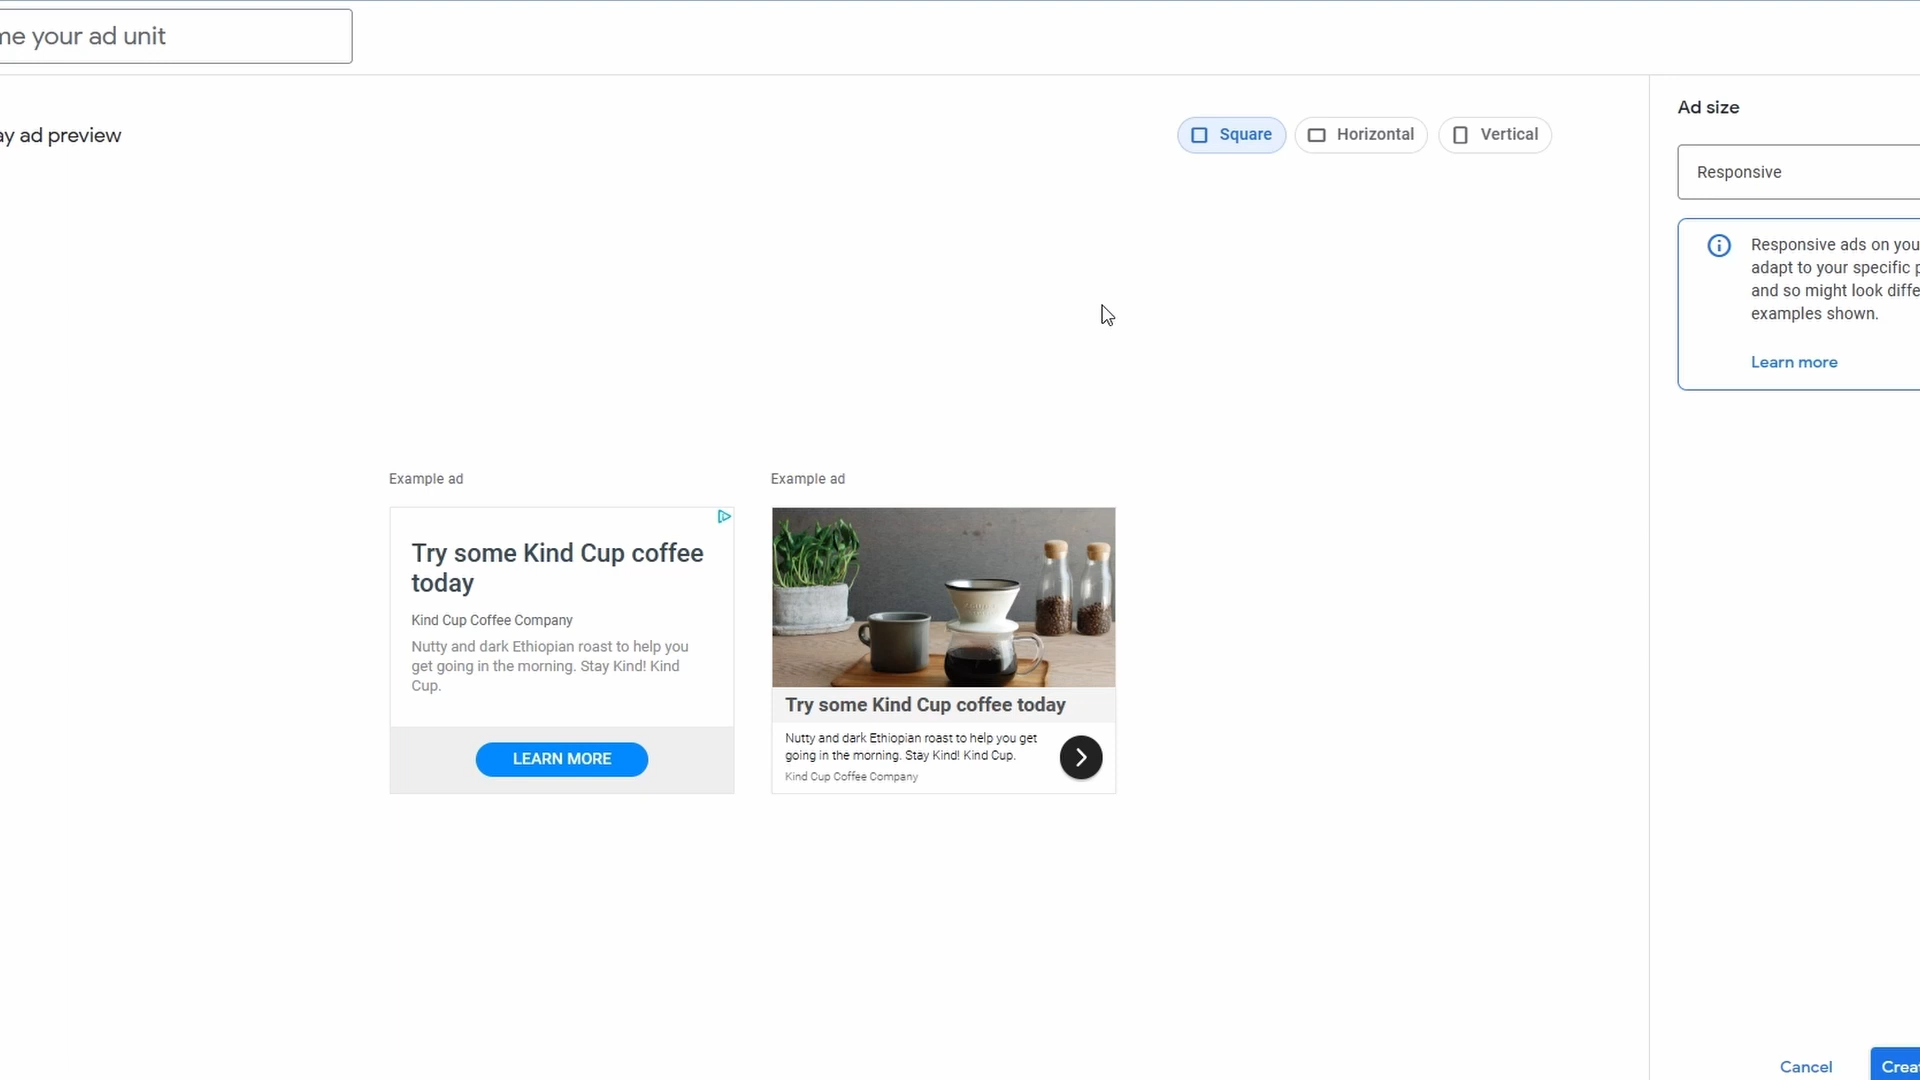 me your ad unit
ay ad preview
Square
Horizontal
Vertical
Ad size
Responsive
Responsive ads on you
adapt to your specific p
and so might look diffe
examples shown.
Learn more
Example ad
Try some Kind Cup coffee
today
Kind Cup Coffee Company
Nutty and dark Ethiopian roast to help you
get going in the morning. Stay Kind! Kind
Cup.
LEARN MORE
Example ad
Try some Kind Cup coffee today
Nutty and dark Ethiopian roast to help you get
going in the morning. Stay Kind! Kind Cup.
Kind Cup Coffee Company
Cancel
Crea